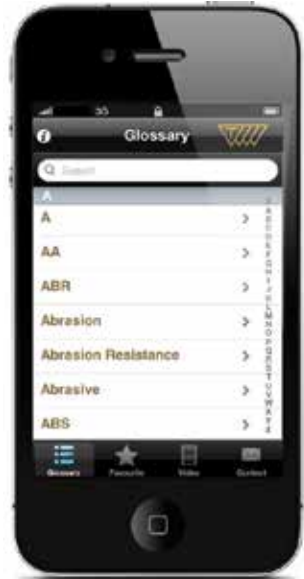 Glossary
Search
A
A
AA
ABR
Abrasion
Abrasion Resistance
Abrasive
ABS
Glossary Favourite Video Contact